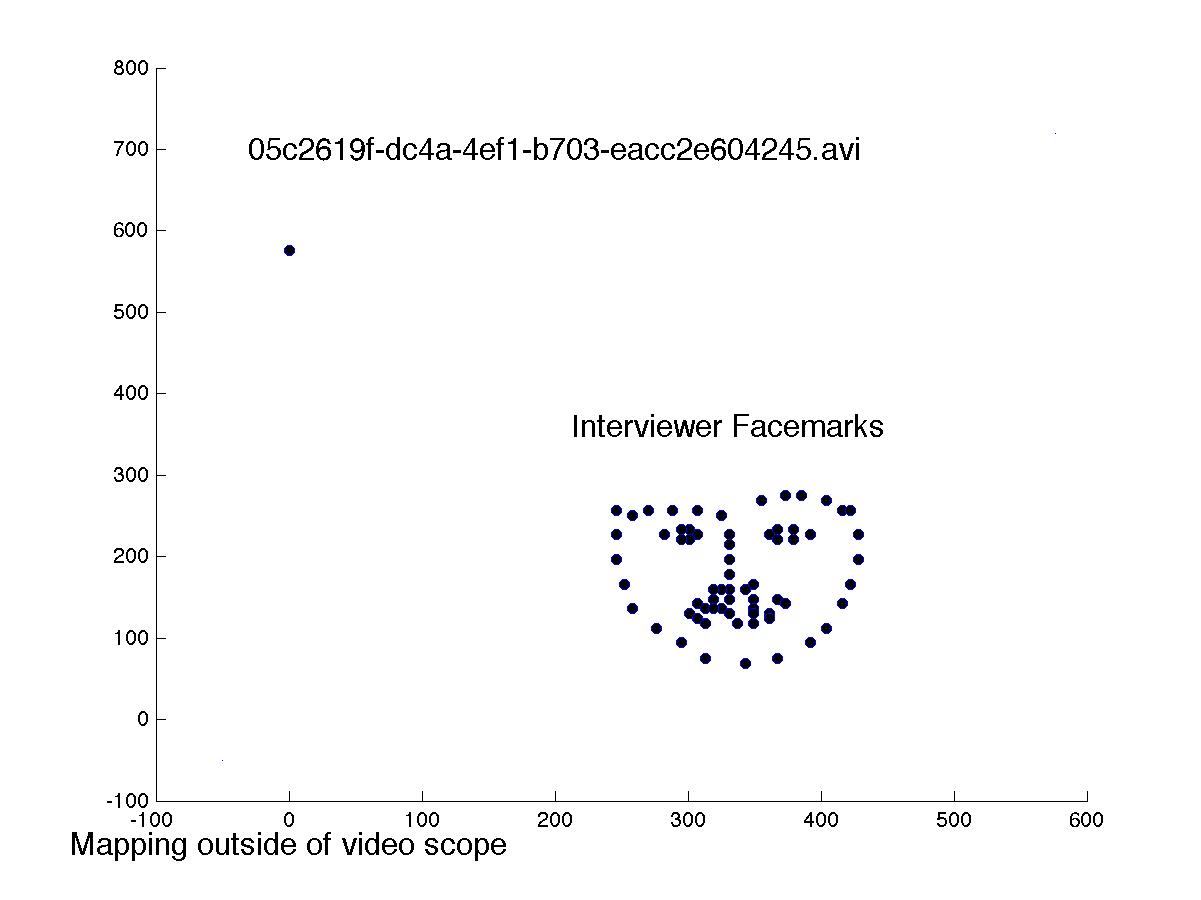 800
700
05c2619f-dc4a-4ef1-b703-eacc2e604245.avi
600
500
400
Interviewer Facemarks
300
200
100
0
-100
-100 0 100 200 300 400 500 600
Mapping outside of video scope